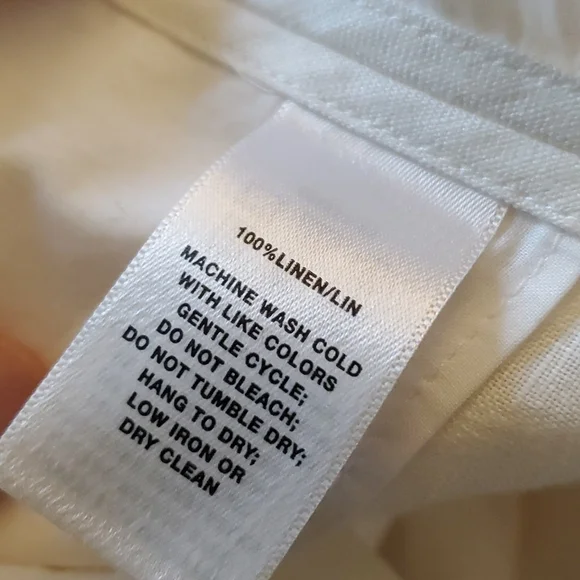 100%LINEN/LIN
MACHINE WASH COLD
WITH LIKE COLORS
GENTLE CYCLE;
DO NOT BLEACH;
DO NOT TUMBLE DRY;
HANG TO DRY;
LOW IRON OR
DRY CLEAN